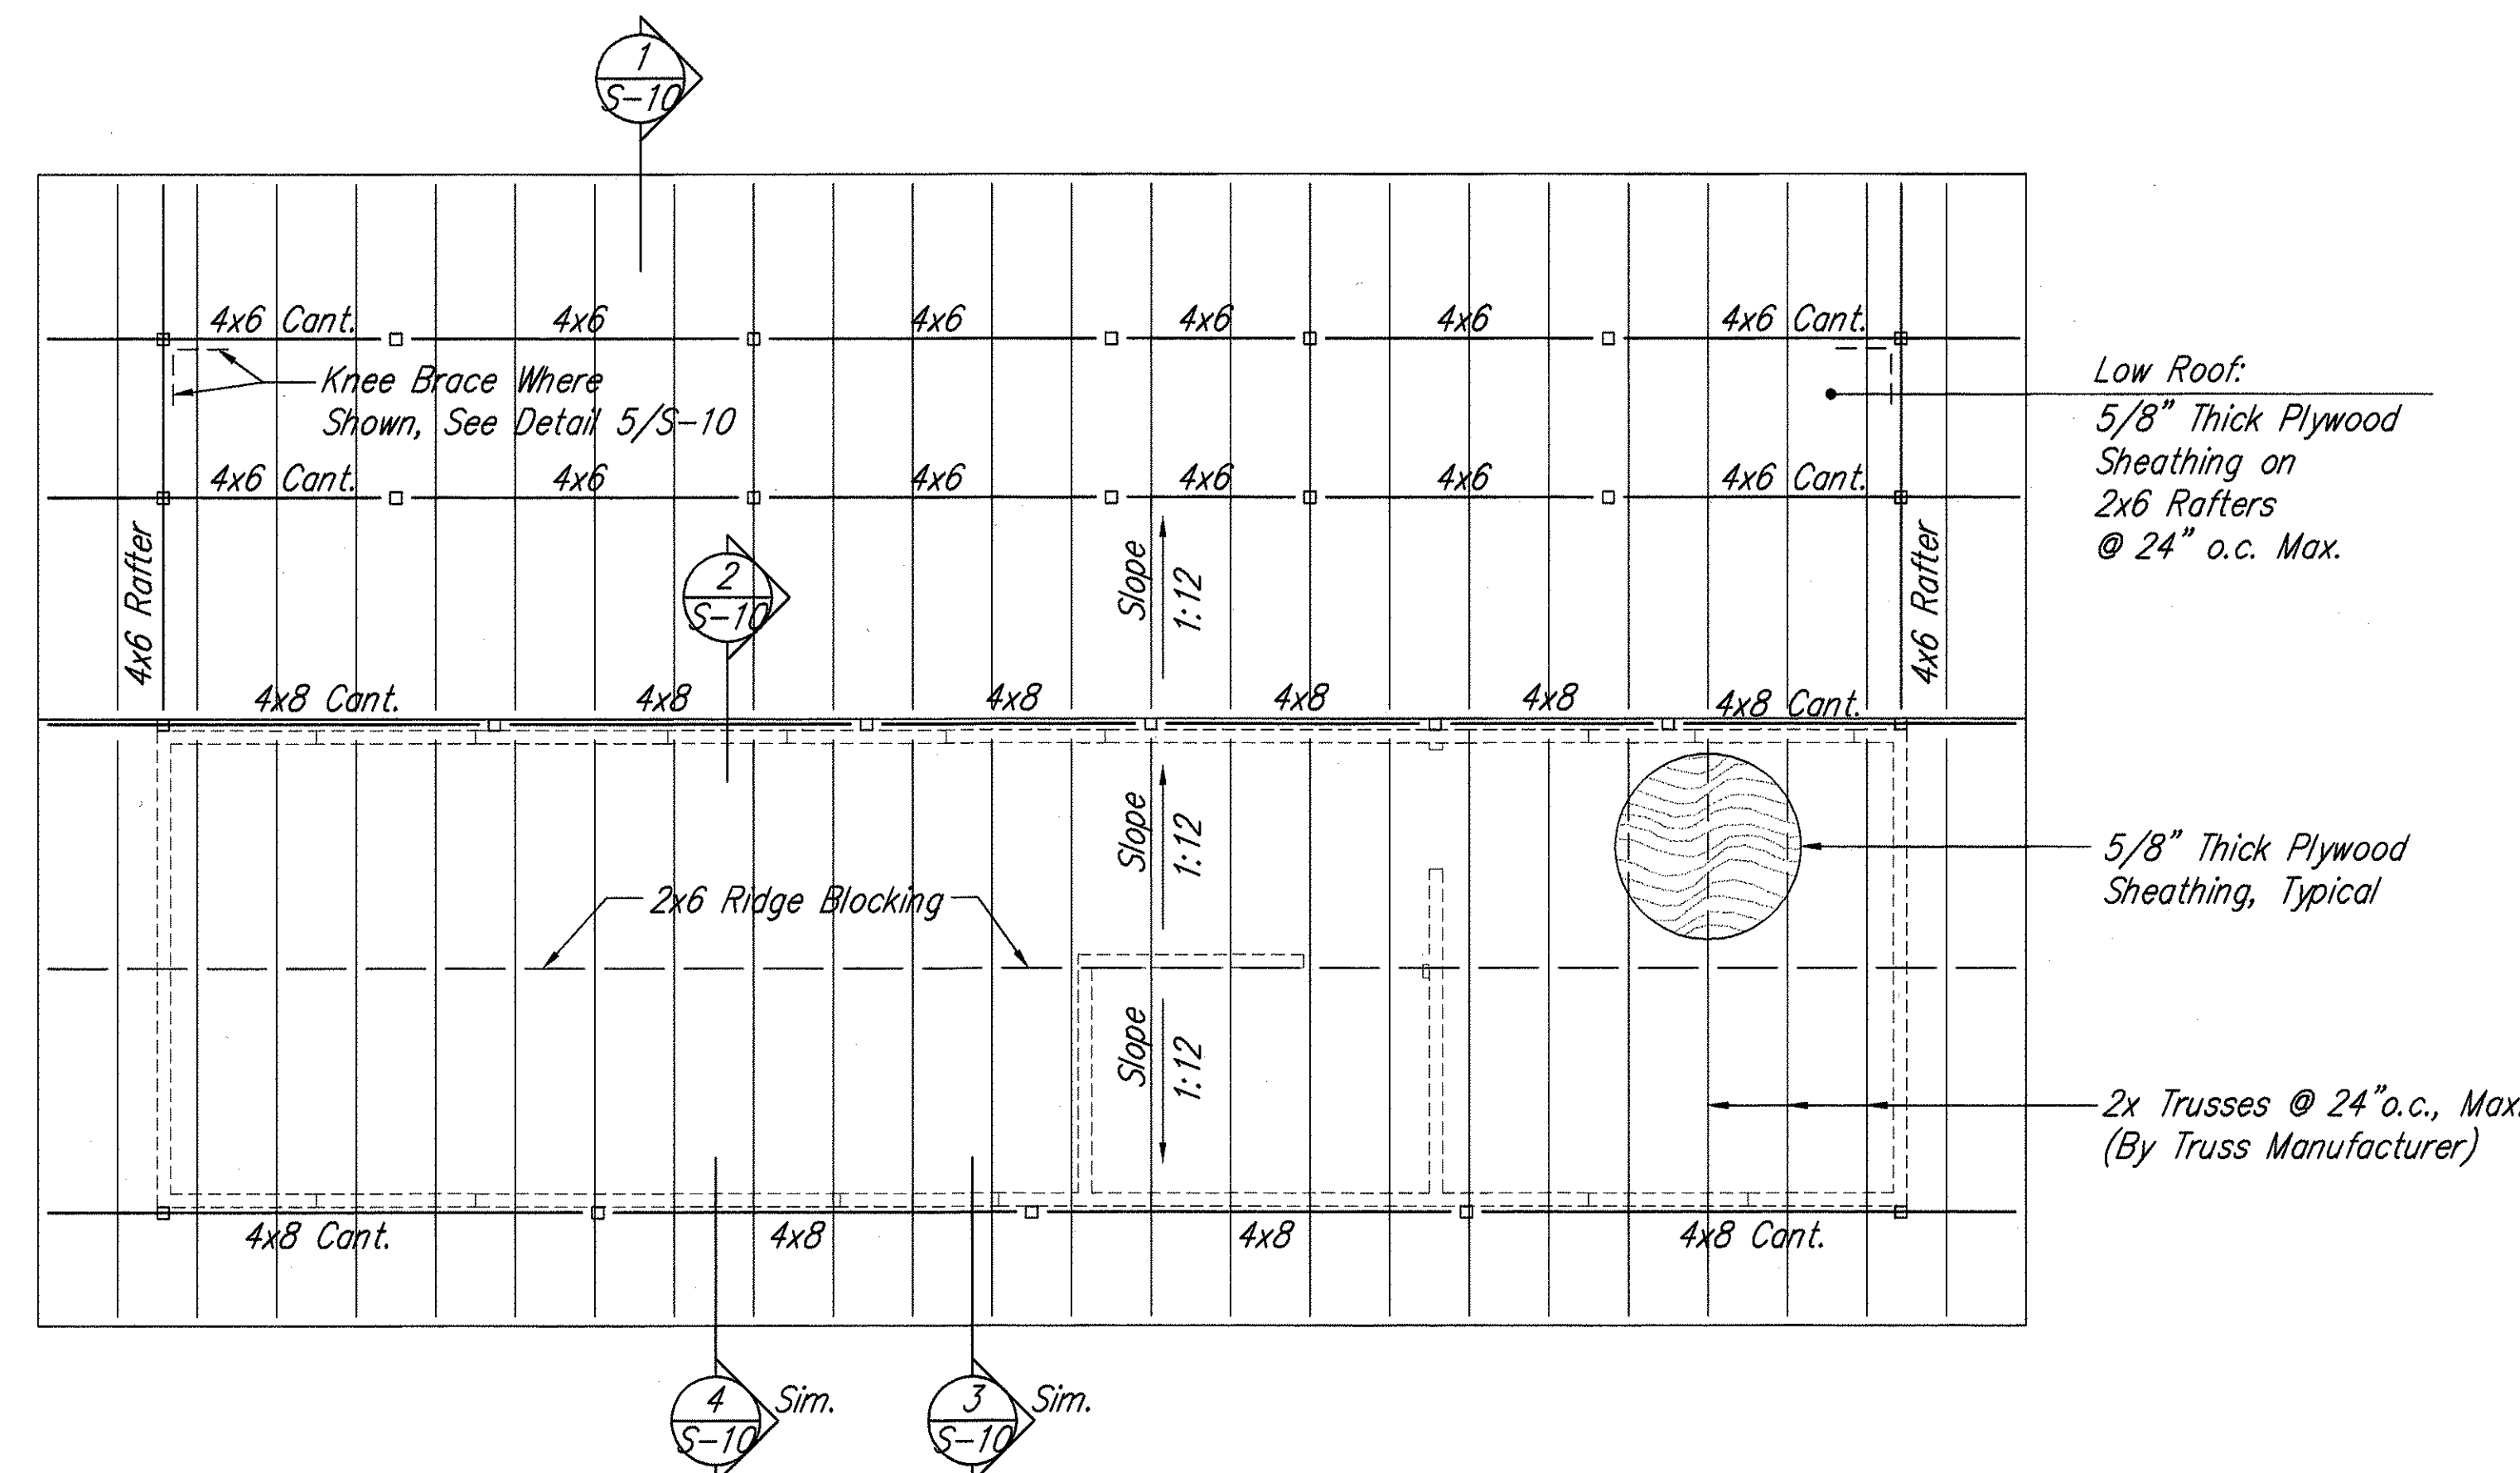 1
S-10
4x6 Cant.
4x6
4x6
4x6
4x6
4x6 Cant.
Knee Brace Where
Shown, See Detail 5/S-10
Low Roof:
5/8" Thick Plywood
Sheathing on
2x6 Rafters
@ 24" o.c. Max.
4x6 Cant.
4x6
4x6
4x6
4x6
4x6 Cant.
4x6 Rafter
2
S-10
Slope
1:12
4x6 Rafter
4x8 Cant.
4x8
4x8
4x8
4x8
4x8 Cant.
Slope
1:12
5/8" Thick Plywood
Sheathing, Typical
2x6 Ridge Blocking
Slope
1:12
2x Trusses @ 24"o.c., Max.
(By Truss Manufacturer)
4x8 Cant.
4x8
4x8
4x8 Cant.
4
S-10
Sim.
3
S-10
Sim.